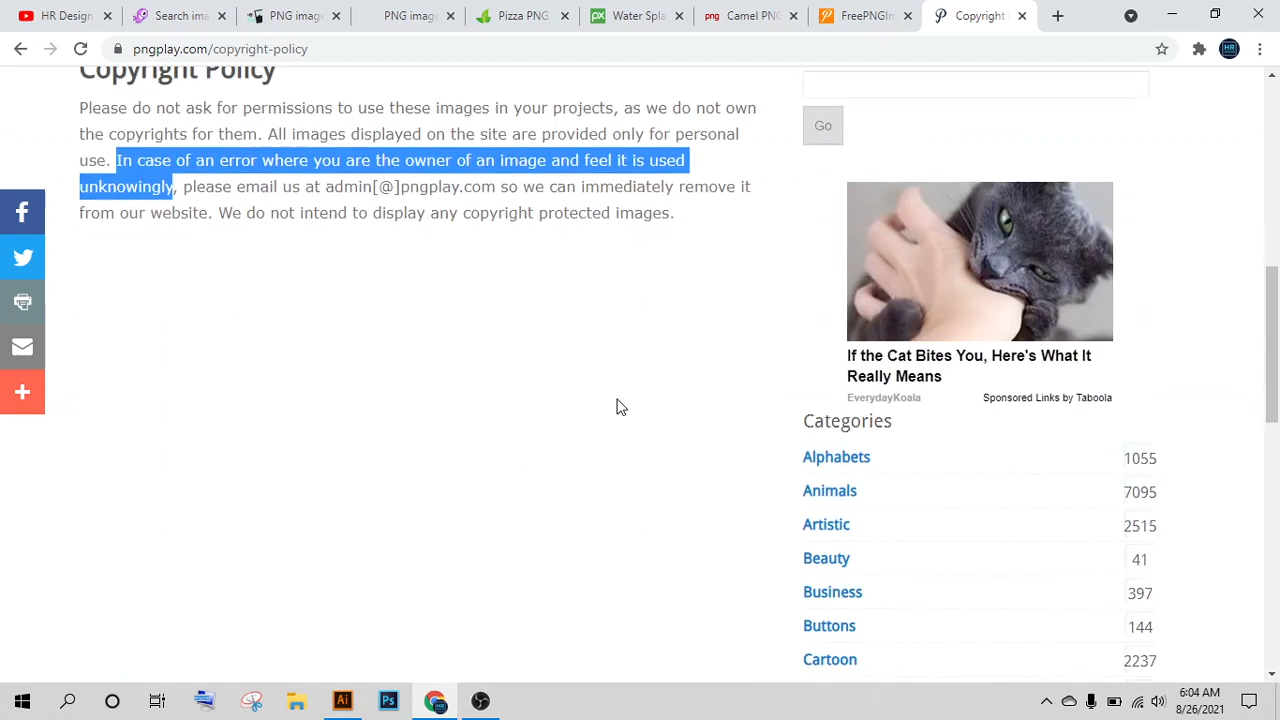 Search r
PNG imag
PNG image
Pizza PNG
Water Spla
Camel PNG
FreePNGIm
Copyright
pngplay.com/copyright-policy
HR
Copyright Policy
Please do not ask for permissions to use these images in your projects, as we do not own
the copyrights for them. All images displayed on the site are provided only for personal
use. In case of an error where you are the owner of an image and feel it is used
unknowingly, please email us at admin[@]pngplay.com so we can immediately remove it
from our website. We do not intend to display any copyright protected images.
Go
If the Cat Bites You, Here's What It
Really Means
EverydayKoala
Sponsored Links by Taboola
Categories
Alphabets 1055
Animals 7095
Artistic 2515
Beauty 41
Business 397
Buttons 144
Cartoon 2237
Ai
Ps
6:04 AM
8/26/2021